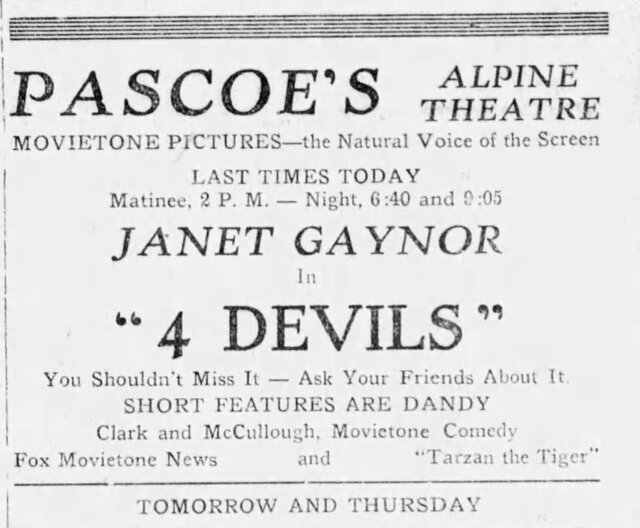 PASCOE'S ALPINE THEATRE
MOVIETONE PICTURES—the Natural Voice of the Screen
LAST TIMES TODAY
Matinee, 2 P. M. — Night, 6:40 and 9:05
JANET GAYNOR
In
“4 DEVILS”
You Shouldn't Miss It — Ask Your Friends About It.
SHORT FEATURES ARE DANDY
Clark and McCullough, Movietone Comedy
Fox Movietone News and "Tarzan the Tiger"
TOMORROW AND THURSDAY